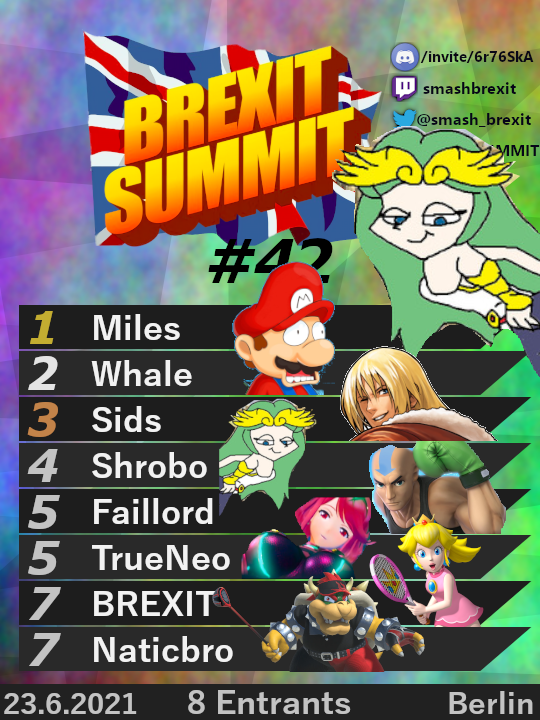 BREXIT
SUMMIT
#42
/invite/6r76SkA
smashbrexit
@smash_brexit
MMIT
1 Miles
2 Whale
3 Sids
4 Shrobo
5 Faillord
5 TrueNeo
7 BREXIT
7 Naticbro
23.6.2021 8 Entrants Berlin
M